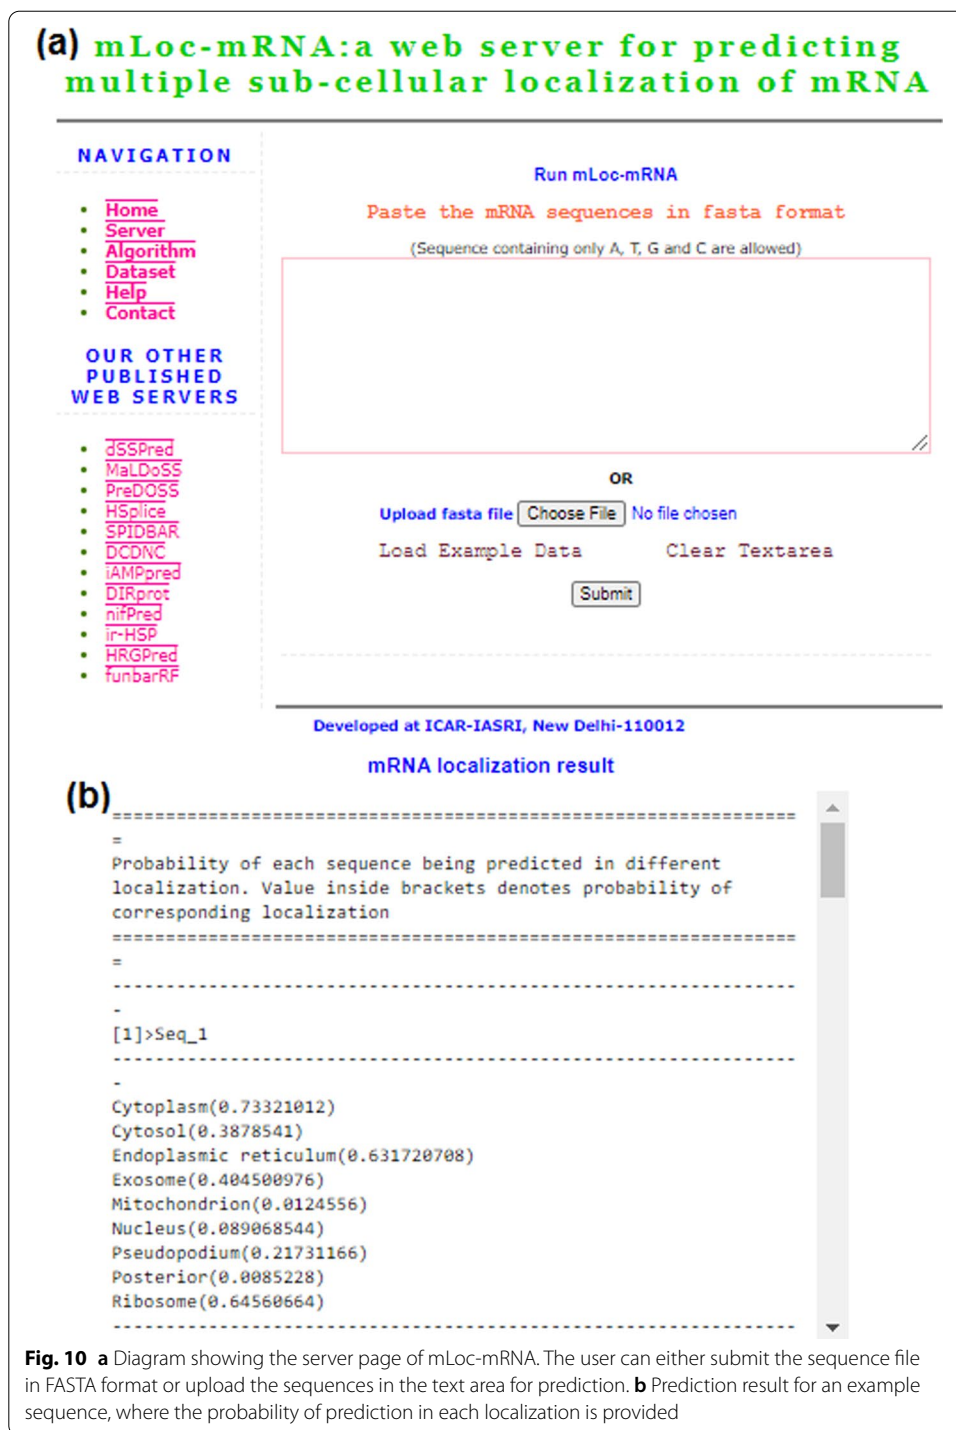 (a) mLoc-mRNA:a web server for predicting
multiple sub-cellular localization of mRNA
NAVIGATION
Home
Server
Algorithm
Dataset
Help
Contact
OUR OTHER
PUBLISHED
WEB SERVERS
dSSPred
MaLDoSS
PreDOSS
HSplice
SPIDBAR
DCDNC
iAMPpred
DIRprot
nifPred
ir-HSP
HRGPred
funbarRF
Run mLoc-mRNA
Paste the mRNA sequences in fasta format
(Sequence containing only A, T, G and C are allowed)
OR
Upload fasta file Choose File No file chosen
Load Example Data Clear Textarea
Submit
Developed at ICAR-IASRI, New Delhi-110012
mRNA localization result
(b)
=================================================================
=
Probability of each sequence being predicted in different
localization. Value inside brackets denotes probability of
corresponding localization
=================================================================
=
-----------------------------------------------------------------
-
[1]>Seq_1
-----------------------------------------------------------------
-
Cytoplasm(0.73321012)
Cytosol(0.3878541)
Endoplasmic reticulum(0.631720708)
Exosome(0.404500976)
Mitochondrion(0.0124556)
Nucleus(0.089068544)
Pseudopodium(0.21731166)
Posterior(0.0085228)
Ribosome(0.64560664)
-----------------------------------------------------------------
Fig. 10 a Diagram showing the server page of mLoc-mRNA. The user can either submit the sequence file
in FASTA format or upload the sequences in the text area for prediction. b Prediction result for an example
sequence, where the probability of prediction in each localization is provided